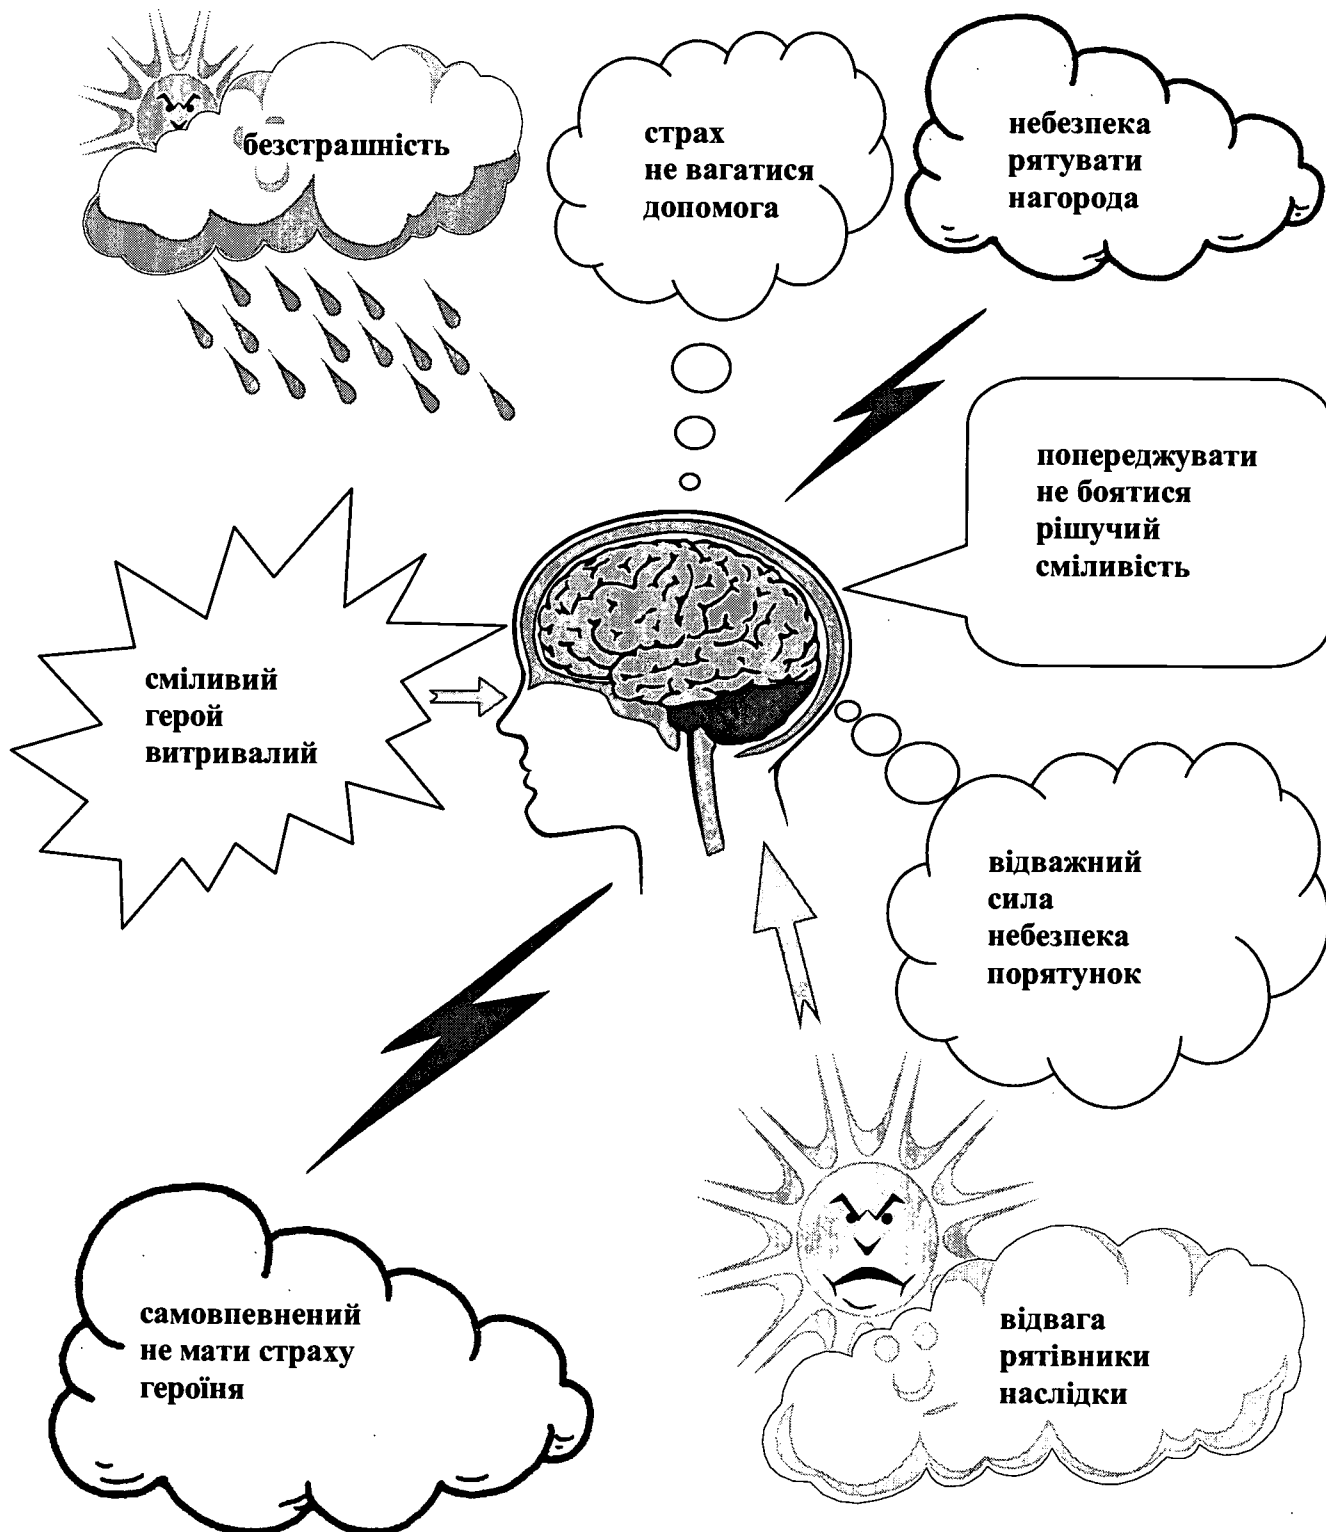 безстрашність
страх
не вагатися
допомога
небезпека
рятувати
нагорода
попереджувати
не боятися
рішучий
сміливість
сміливий
герой
витривалий
відважний
сила
небезпека
порятунок
самовпевнений
не мати страху
героїня
відвага
рятівники
наслідки